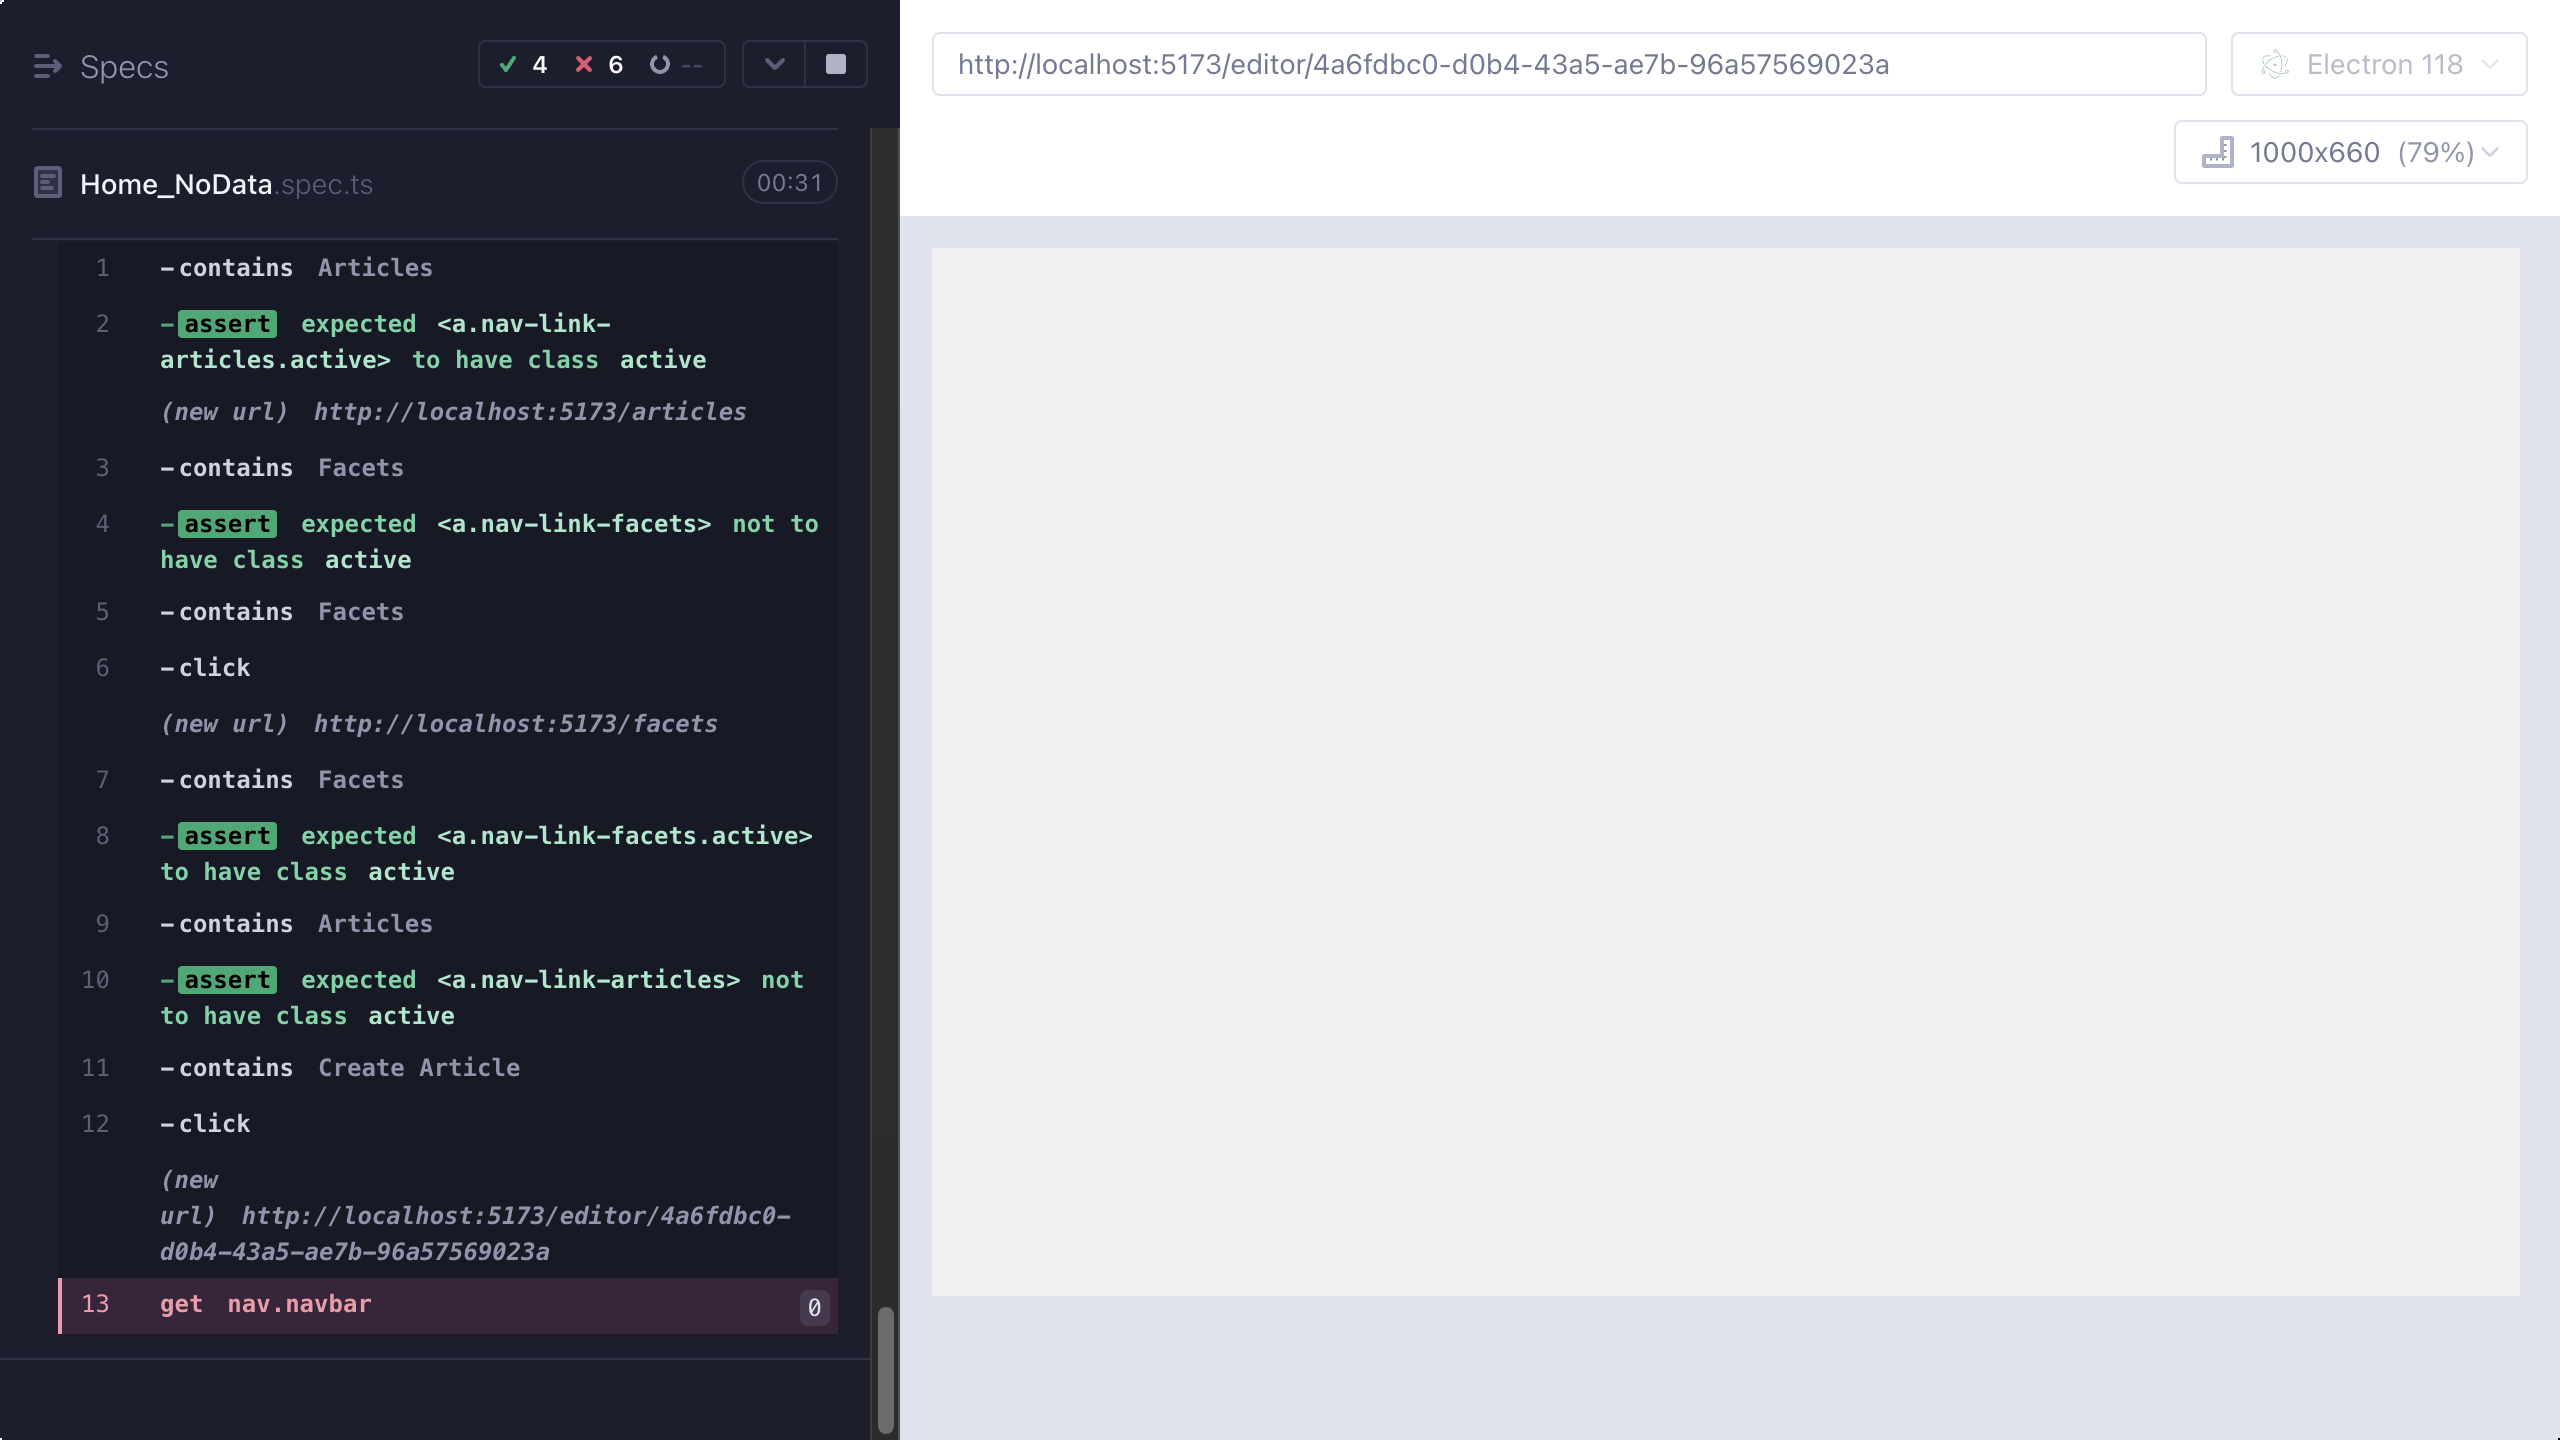 Specs
4 6 --
Home_NoData.spec.ts 00:31
1 -contains Articles
2 -assert expected <a.nav-link-
articles.active> to have class active
(new url) http://localhost:5173/articles
3 -contains Facets
4 -assert expected <a.nav-link-facets> not to
have class active
5 -contains Facets
6 -click
(new url) http://localhost:5173/facets
7 -contains Facets
8 -assert expected <a.nav-link-facets.active>
to have class active
9 -contains Articles
10 -assert expected <a.nav-link-articles> not
to have class active
11 -contains Create Article
12 -click
(new
url) http://localhost:5173/editor/4a6fdbc0-
d0b4-43a5-ae7b-96a57569023a
13 get nav.navbar 0
http://localhost:5173/editor/4a6fdbc0-d0b4-43a5-ae7b-96a57569023a
Electron 118
1000x660 (79%)